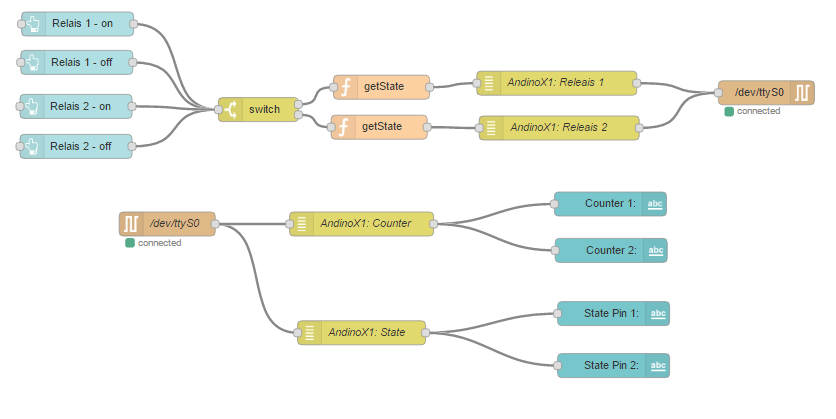 Relais 1 - on
Relais 1 - off
Relais 2 - on
Relais 2 - off
switch
getState
getState
AndinoX1: Releais 1
AndinoX1: Releais 2
/dev/ttyS0
connected
/dev/ttyS0
connected
AndinoX1: Counter
AndinoX1: State
Counter 1:
abc
Counter 2:
abc
State Pin 1:
abc
State Pin 2:
abc